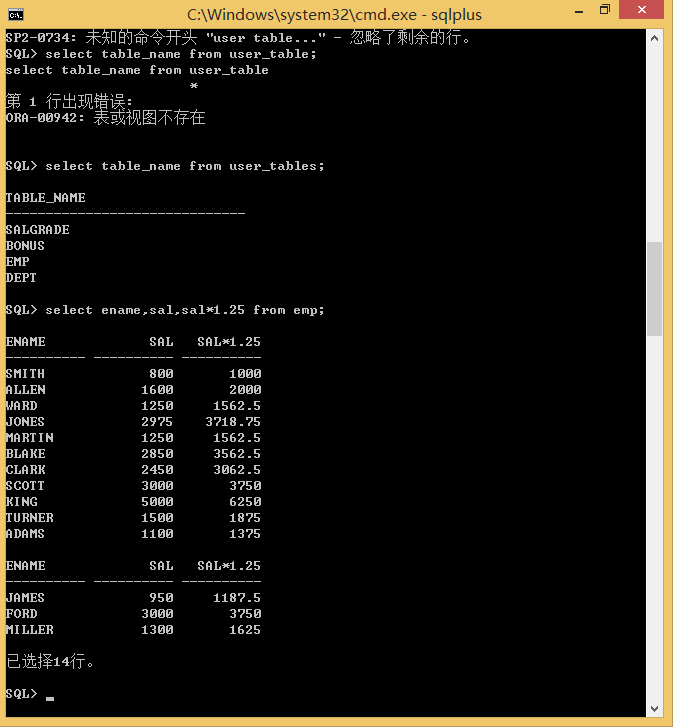 C:\Windows\system32\cmd.exe - sqlplus
SP2-0734: 未知的命令开头 "user table..." - 忽略了剩余的行。
SQL> select table_name from user_table;
select table_name from user_table
*
第 1 行出现错误:
ORA-00942: 表或视图不存在
SQL> select table_name from user_tables;
TABLE_NAME
------------------------------
SALGRADE
BONUS
EMP
DEPT
SQL> select ename,sal,sal*1.25 from emp;
ENAME             SAL   SAL*1.25
---------- ---------- ----------
SMITH             800       1000
ALLEN            1600       2000
WARD             1250     1562.5
JONES            2975    3718.75
MARTIN           1250     1562.5
BLAKE            2850     3562.5
CLARK            2450     3062.5
SCOTT            3000       3750
KING             5000       6250
TURNER           1500       1875
ADAMS            1100       1375
ENAME             SAL   SAL*1.25
---------- ---------- ----------
JAMES             950     1187.5
FORD             3000       3750
MILLER           1300       1625
已选择14行。
SQL> _